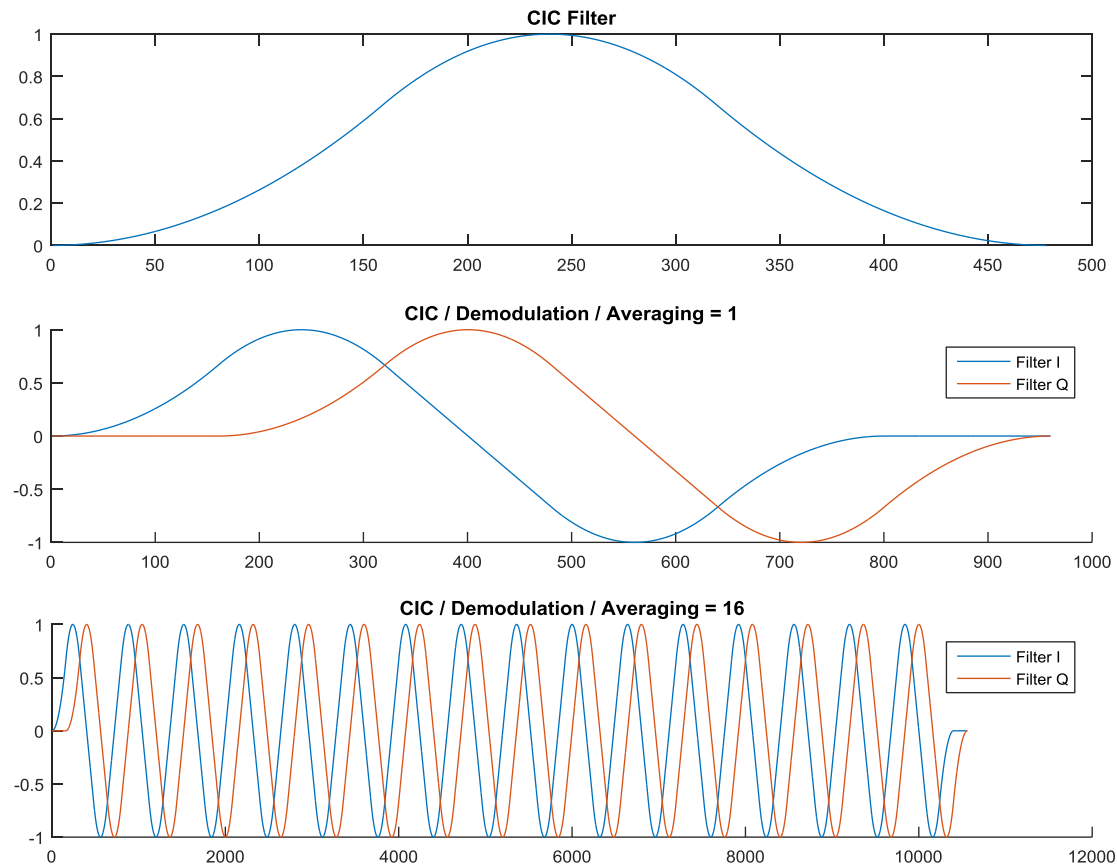 CIC Filter
1
0.8
0.6
0.4
0.2
0
0 50 100 150 200 250 300 350 400 450 500
CIC / Demodulation / Averaging = 1
1
0.5
0
-0.5
-1
Filter I
Filter Q
0 100 200 300 400 500 600 700 800 900 1000
CIC / Demodulation / Averaging = 16
1
0.5
0
-0.5
-1
Filter I
Filter Q
0 2000 4000 6000 8000 10000 12000